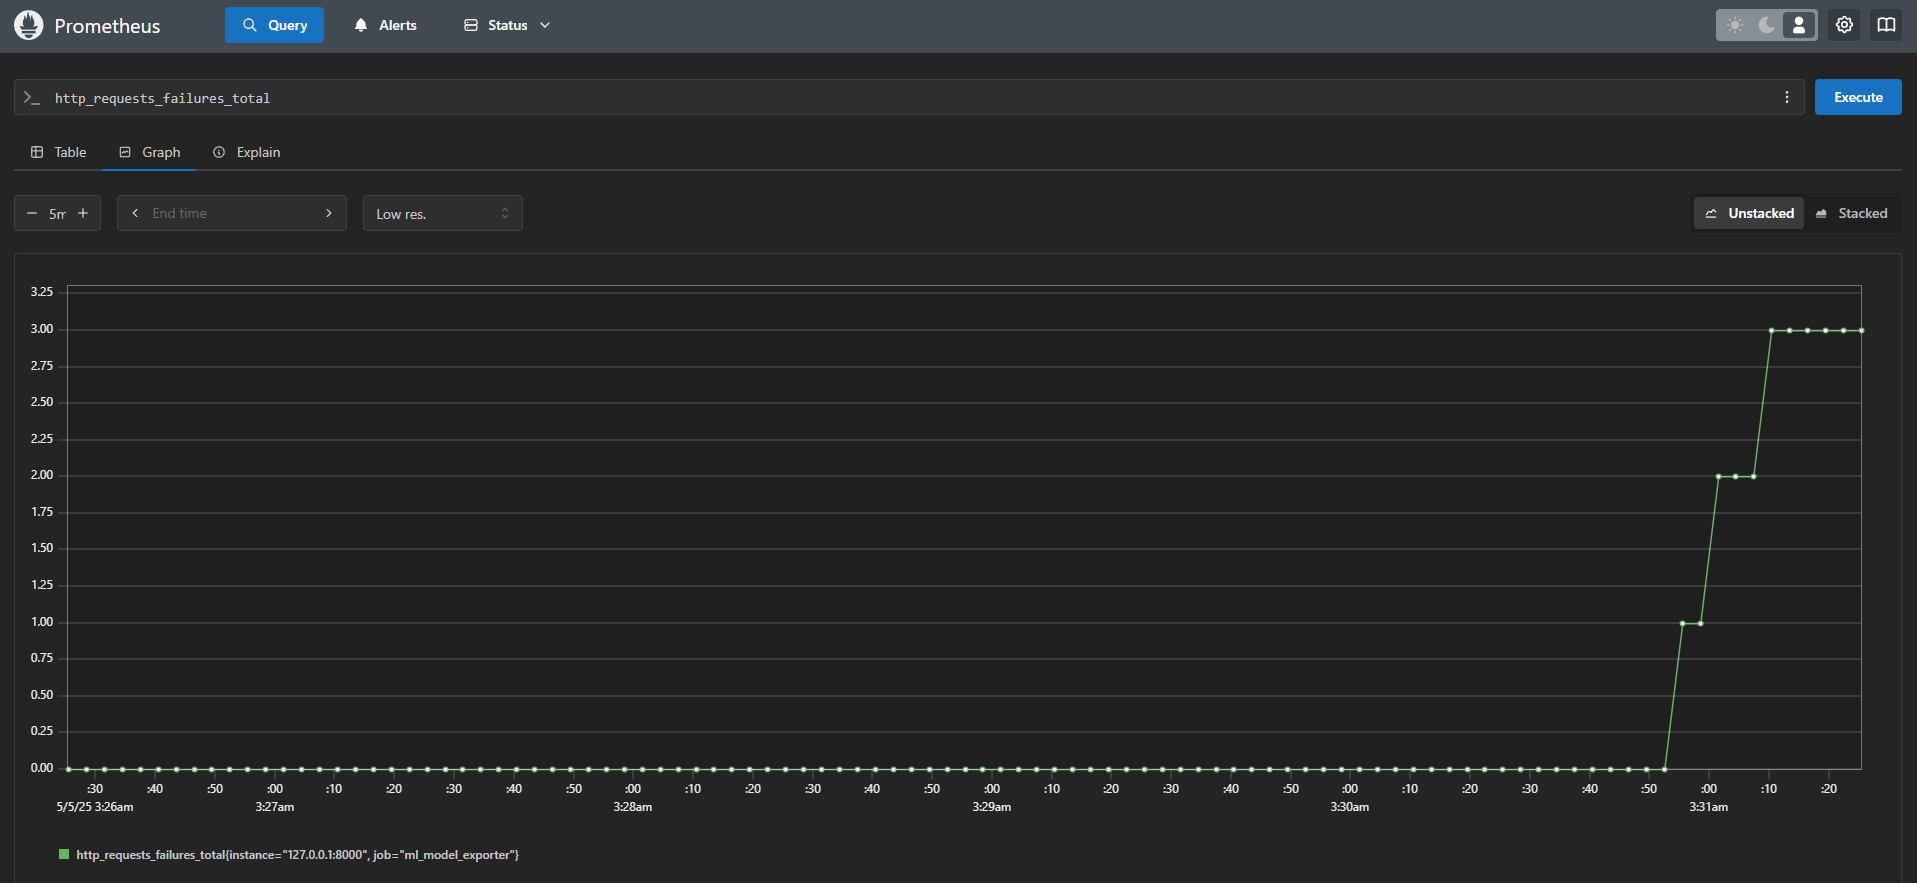 Prometheus Query Alerts Status
http_requests_failures_total Execute
Table Graph Explain
5m End time Low res. Unstacked Stacked
3.25
3.00
2.75
2.50
2.25
2.00
1.75
1.50
1.25
1.00
0.75
0.50
0.25
0.00
:30 :40 :50 :00 :10 :20 :30 :40 :50 :00 :10 :20 :30 :40 :50 :00 :10 :20 :30 :40 :50 :00 :10 :20 :30 :40 :50 :00 :10 :20
5/5/25 3:26am 3:27am 3:28am 3:29am 3:30am 3:31am
http_requests_failures_total{instance="127.0.0.1:8000", job="ml_model_exporter"}